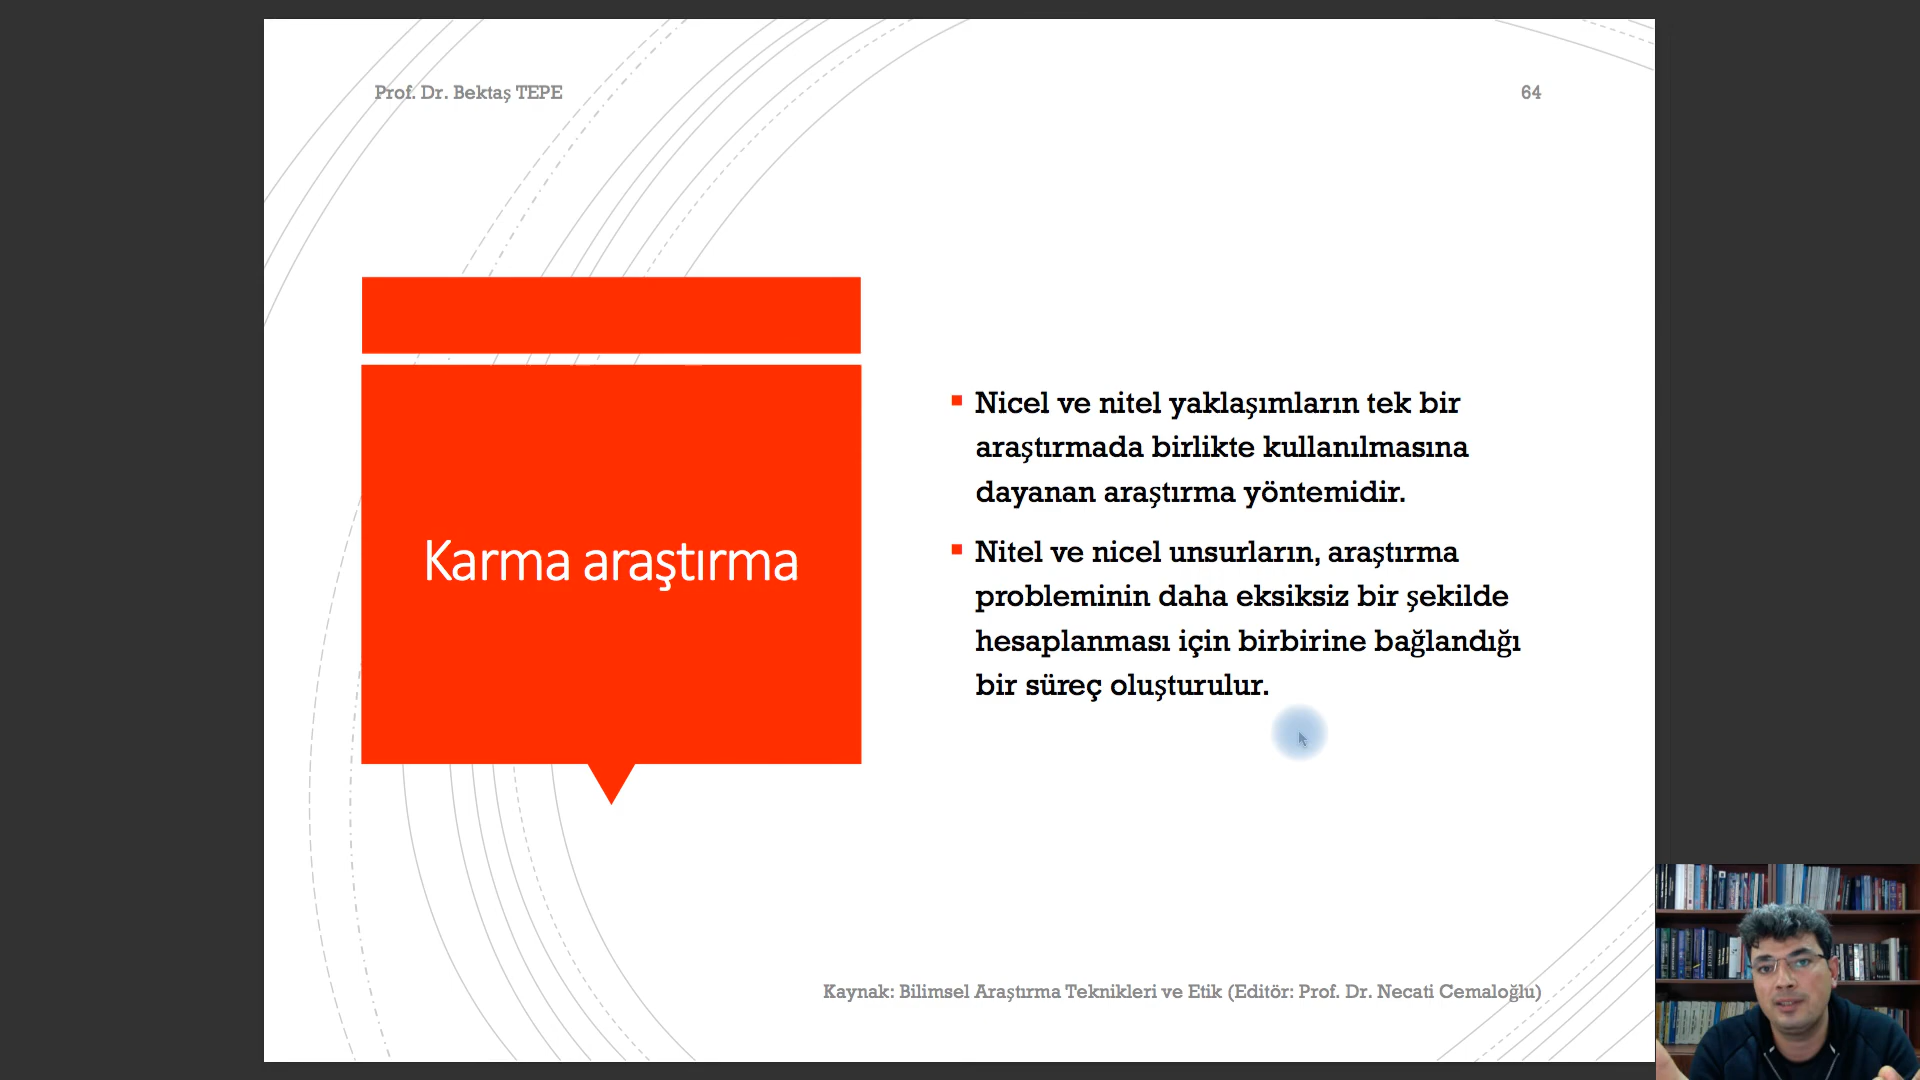 Prof. Dr. Bektaş TEPE
64
Karma araştırma
Nicel ve nitel yaklaşımların tek bir
araştırmada birlikte kullanılmasına
dayanan araştırma yöntemidir.
Nitel ve nicel unsurların, araştırma
probleminin daha eksiksiz bir şekilde
hesaplanması için birbirine bağlandığı
bir süreç oluşturulur.
Kaynak: Bilimsel Araştırma Teknikleri ve Etik (Editör: Prof. Dr. Necati Cemaloğlu)